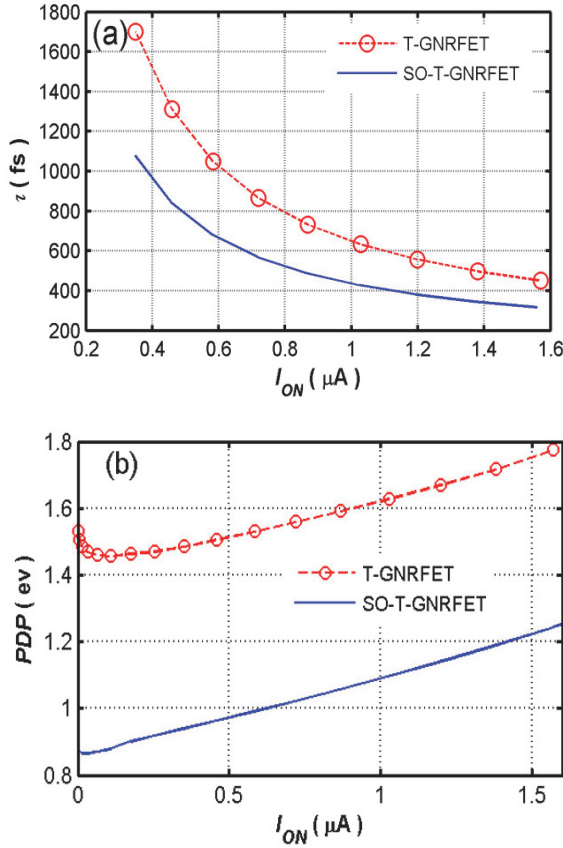 1800
(a)
T-GNRFET
1600
SO-T-GNRFET
1400
1200
τ (fs)
1000
800
600
400
200
0.2 0.4 0.6 0.8 1 1.2 1.4 1.6
I_ON ( μA)
1.8
(b)
1.6
1.4
T-GNRFET
SO-T-GNRFET
PDP ( ev)
1.2
1
0.8
0 0.5 1 1.5
I_ON ( μA)